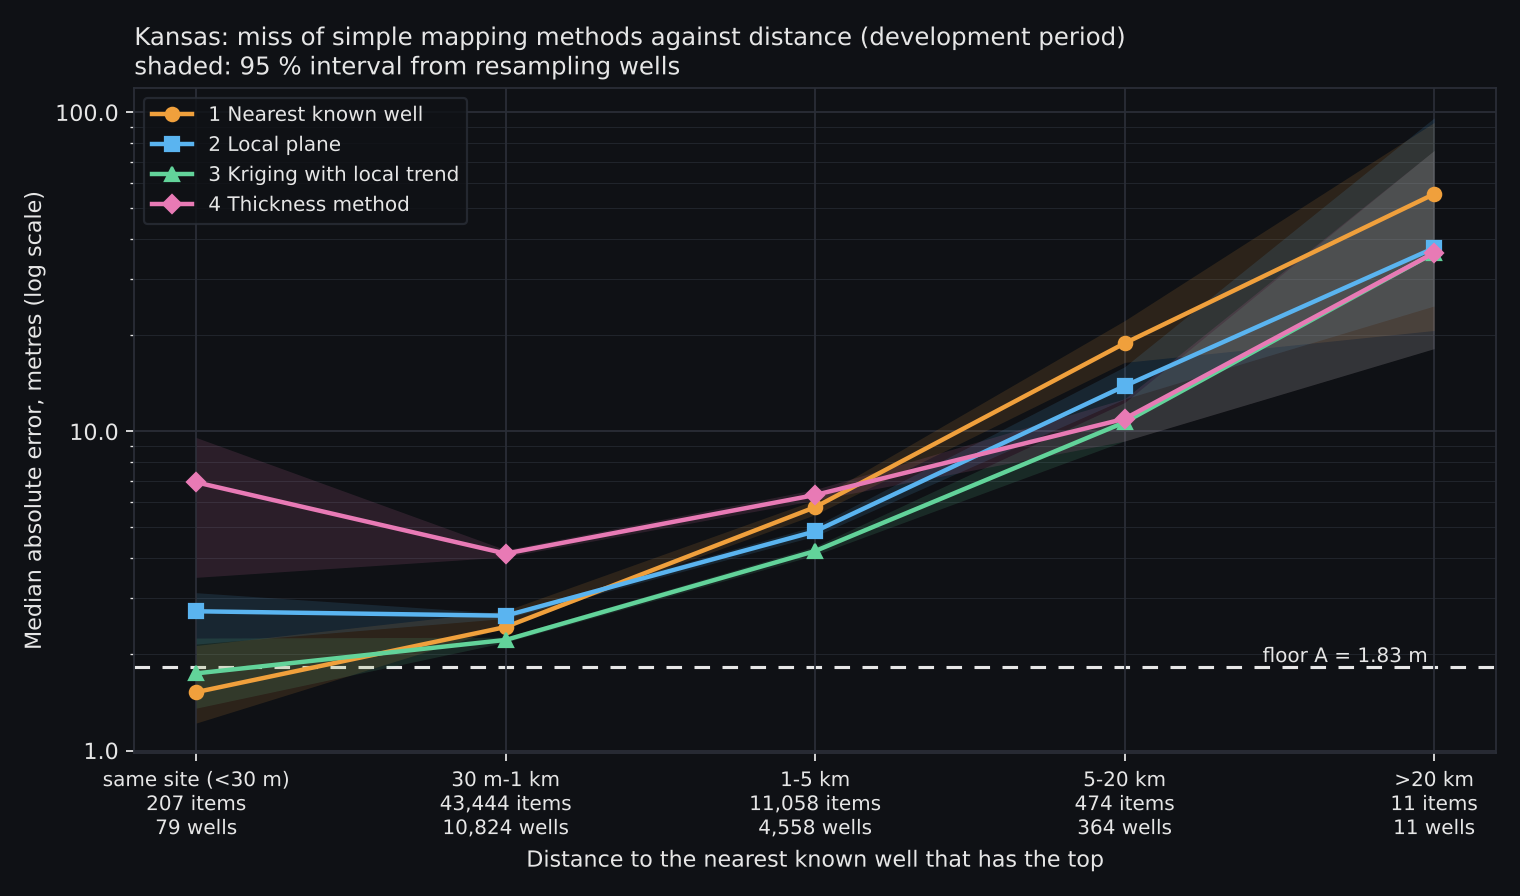 Kansas: miss of simple mapping methods against distance (development period)
shaded: 95 % interval from resampling wells
1 Nearest known well
2 Local plane
3 Kriging with local trend
4 Thickness method
Median absolute error, metres (log scale)
100.0
10.0
1.0
floor A = 1.83 m
same site (<30 m)
207 items
79 wells
30 m-1 km
43,444 items
10,824 wells
1-5 km
11,058 items
4,558 wells
5-20 km
474 items
364 wells
>20 km
11 items
11 wells
Distance to the nearest known well that has the top